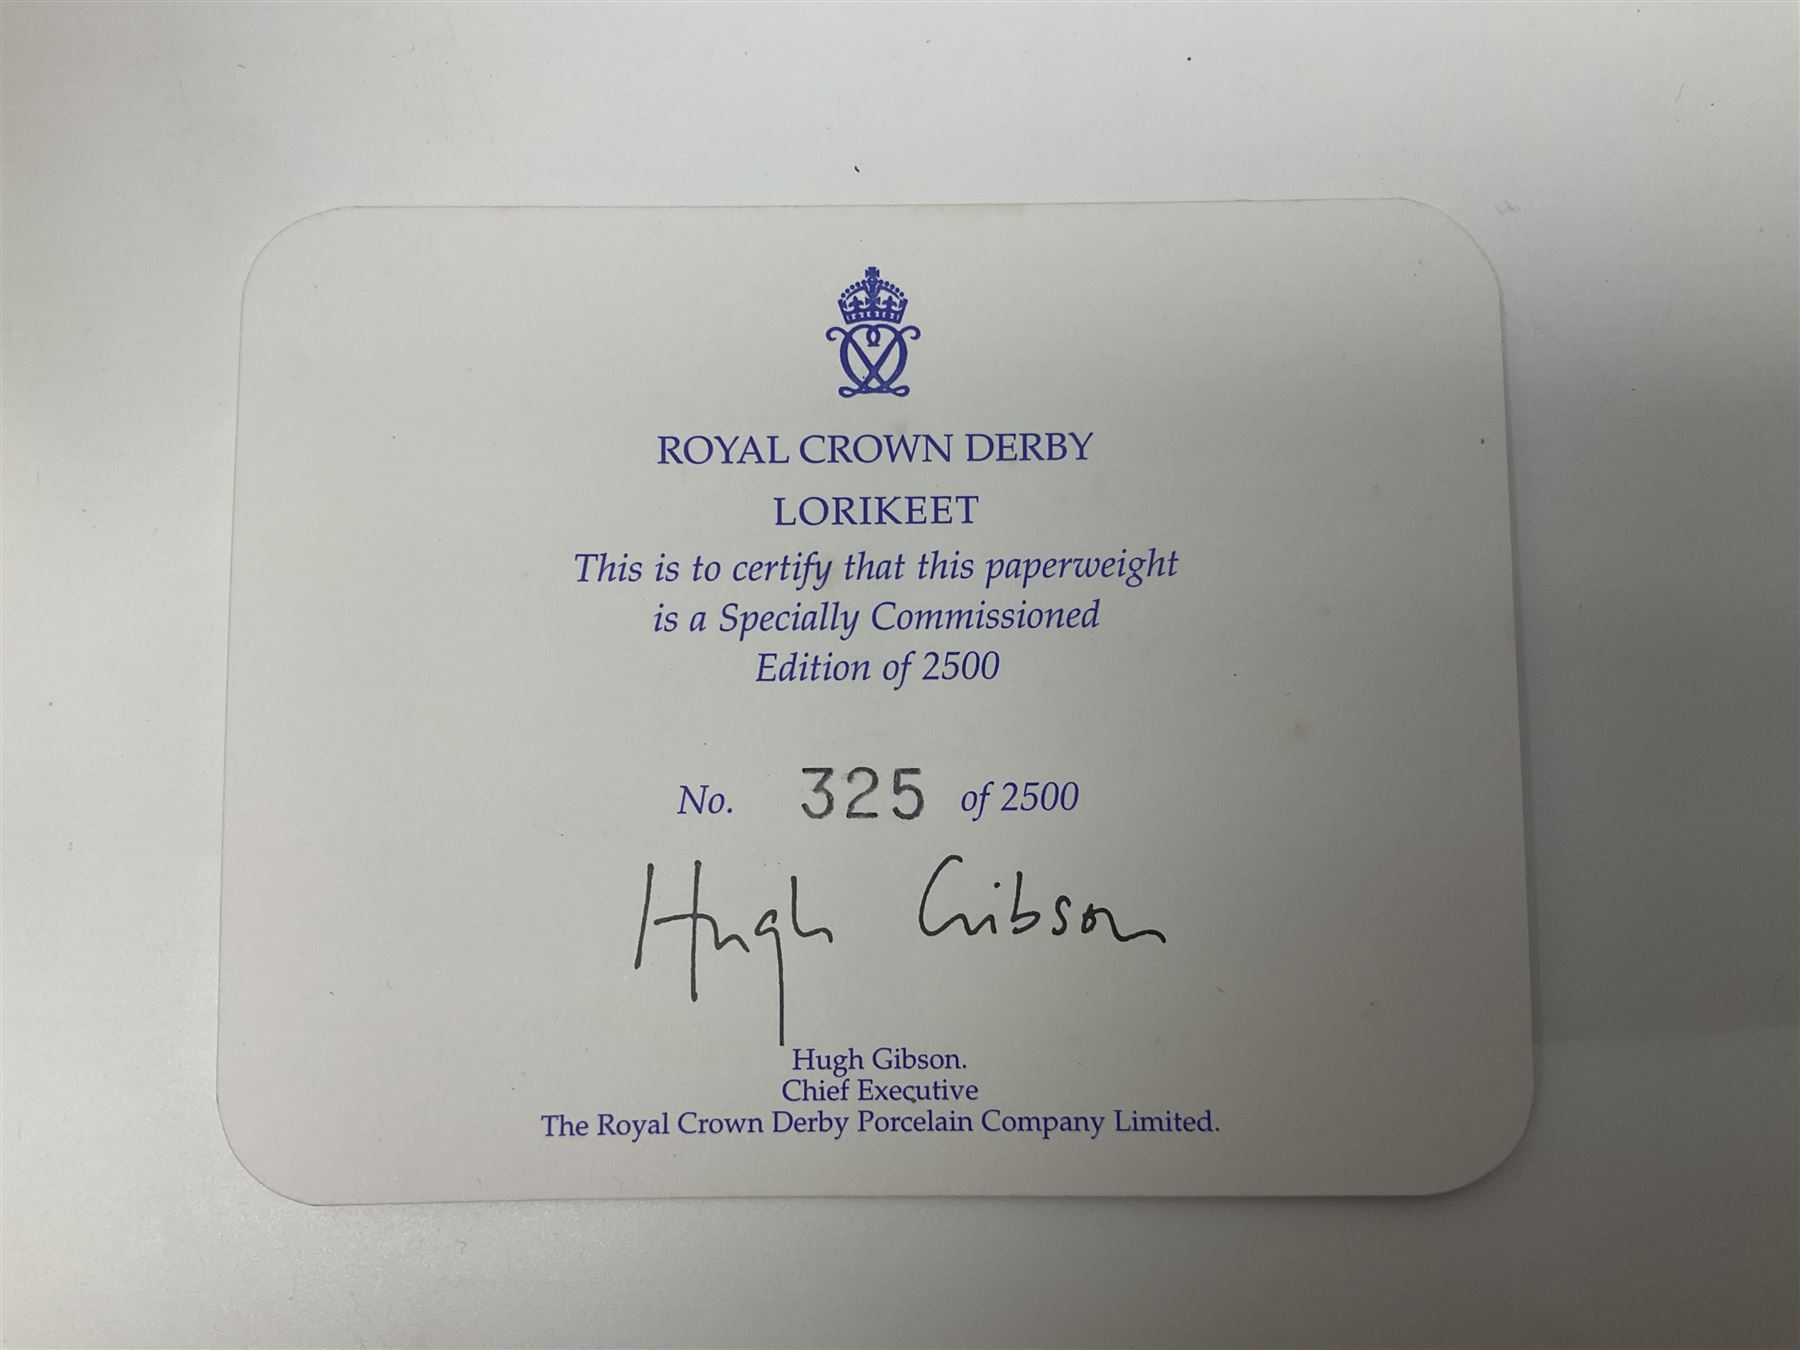 ROYAL CROWN DERBY
LORIKEET
This is to certify that this paperweight
is a Specially Commissioned
Edition of 2500
No. 325 of 2500
Hugh Gibson
Hugh Gibson.
Chief Executive
The Royal Crown Derby Porcelain Company Limited.